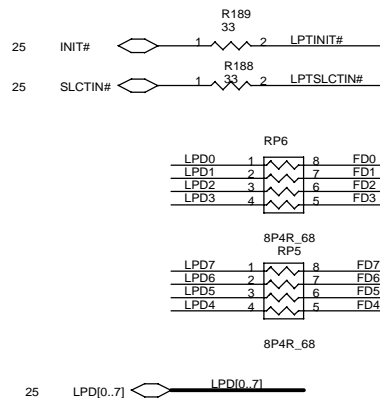 R189
33
25 INIT# 1 2 LPTINIT#
R188
33
25 SLCTIN# 1 2 LPTSLCTIN#
RP6
LPD0 1 8 FD0
LPD1 2 7 FD1
LPD2 3 6 FD2
LPD3 4 5 FD3
8P4R_68
RP5
LPD7 1 8 FD7
LPD6 2 7 FD6
LPD5 3 6 FD5
LPD4 4 5 FD4
8P4R_68
25 LPD[0..7] LPD[0..7]